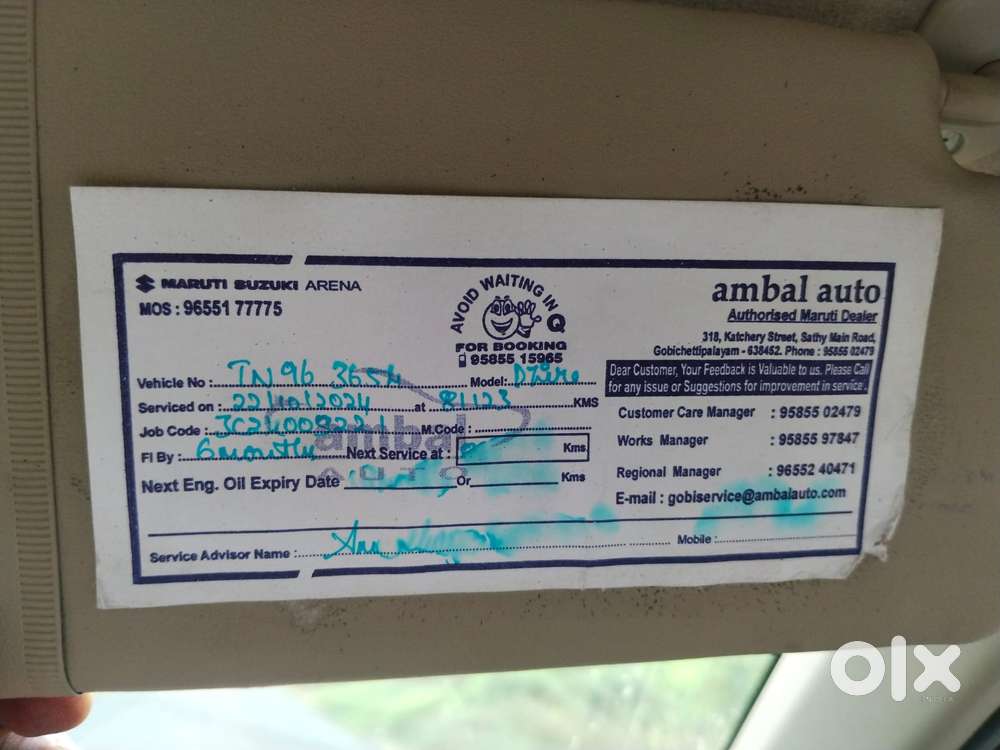 MARUTI SUZUKI ARENA
MOS : 96551 77775
AVOID WAITING IN Q
FOR BOOKING
95855 15965
ambal auto
Authorised Maruti Dealer
318, Katchery Street, Sathy Main Road,
Gobichettipalayam - 638452. Phone : 95855 02479
Dear Customer, Your Feedback is Valuable to us. Please Call
for any issue or Suggestions for improvement in service.
Vehicle No : TN 96 3654 Model: Dzire
Serviced on : 22/10/2024 at 81123 KMS
Job Code : M.Code :
FI By : 6 monthly Next Service at : Kms
Next Eng. Oil Expiry Date Or Kms
Customer Care Manager : 95855 02479
Works Manager : 95855 97847
Regional Manager : 96552 40471
E-mail : gobiservice@ambalauto.com
ambal
AUTO
Service Advisor Name : Mobile :
olx